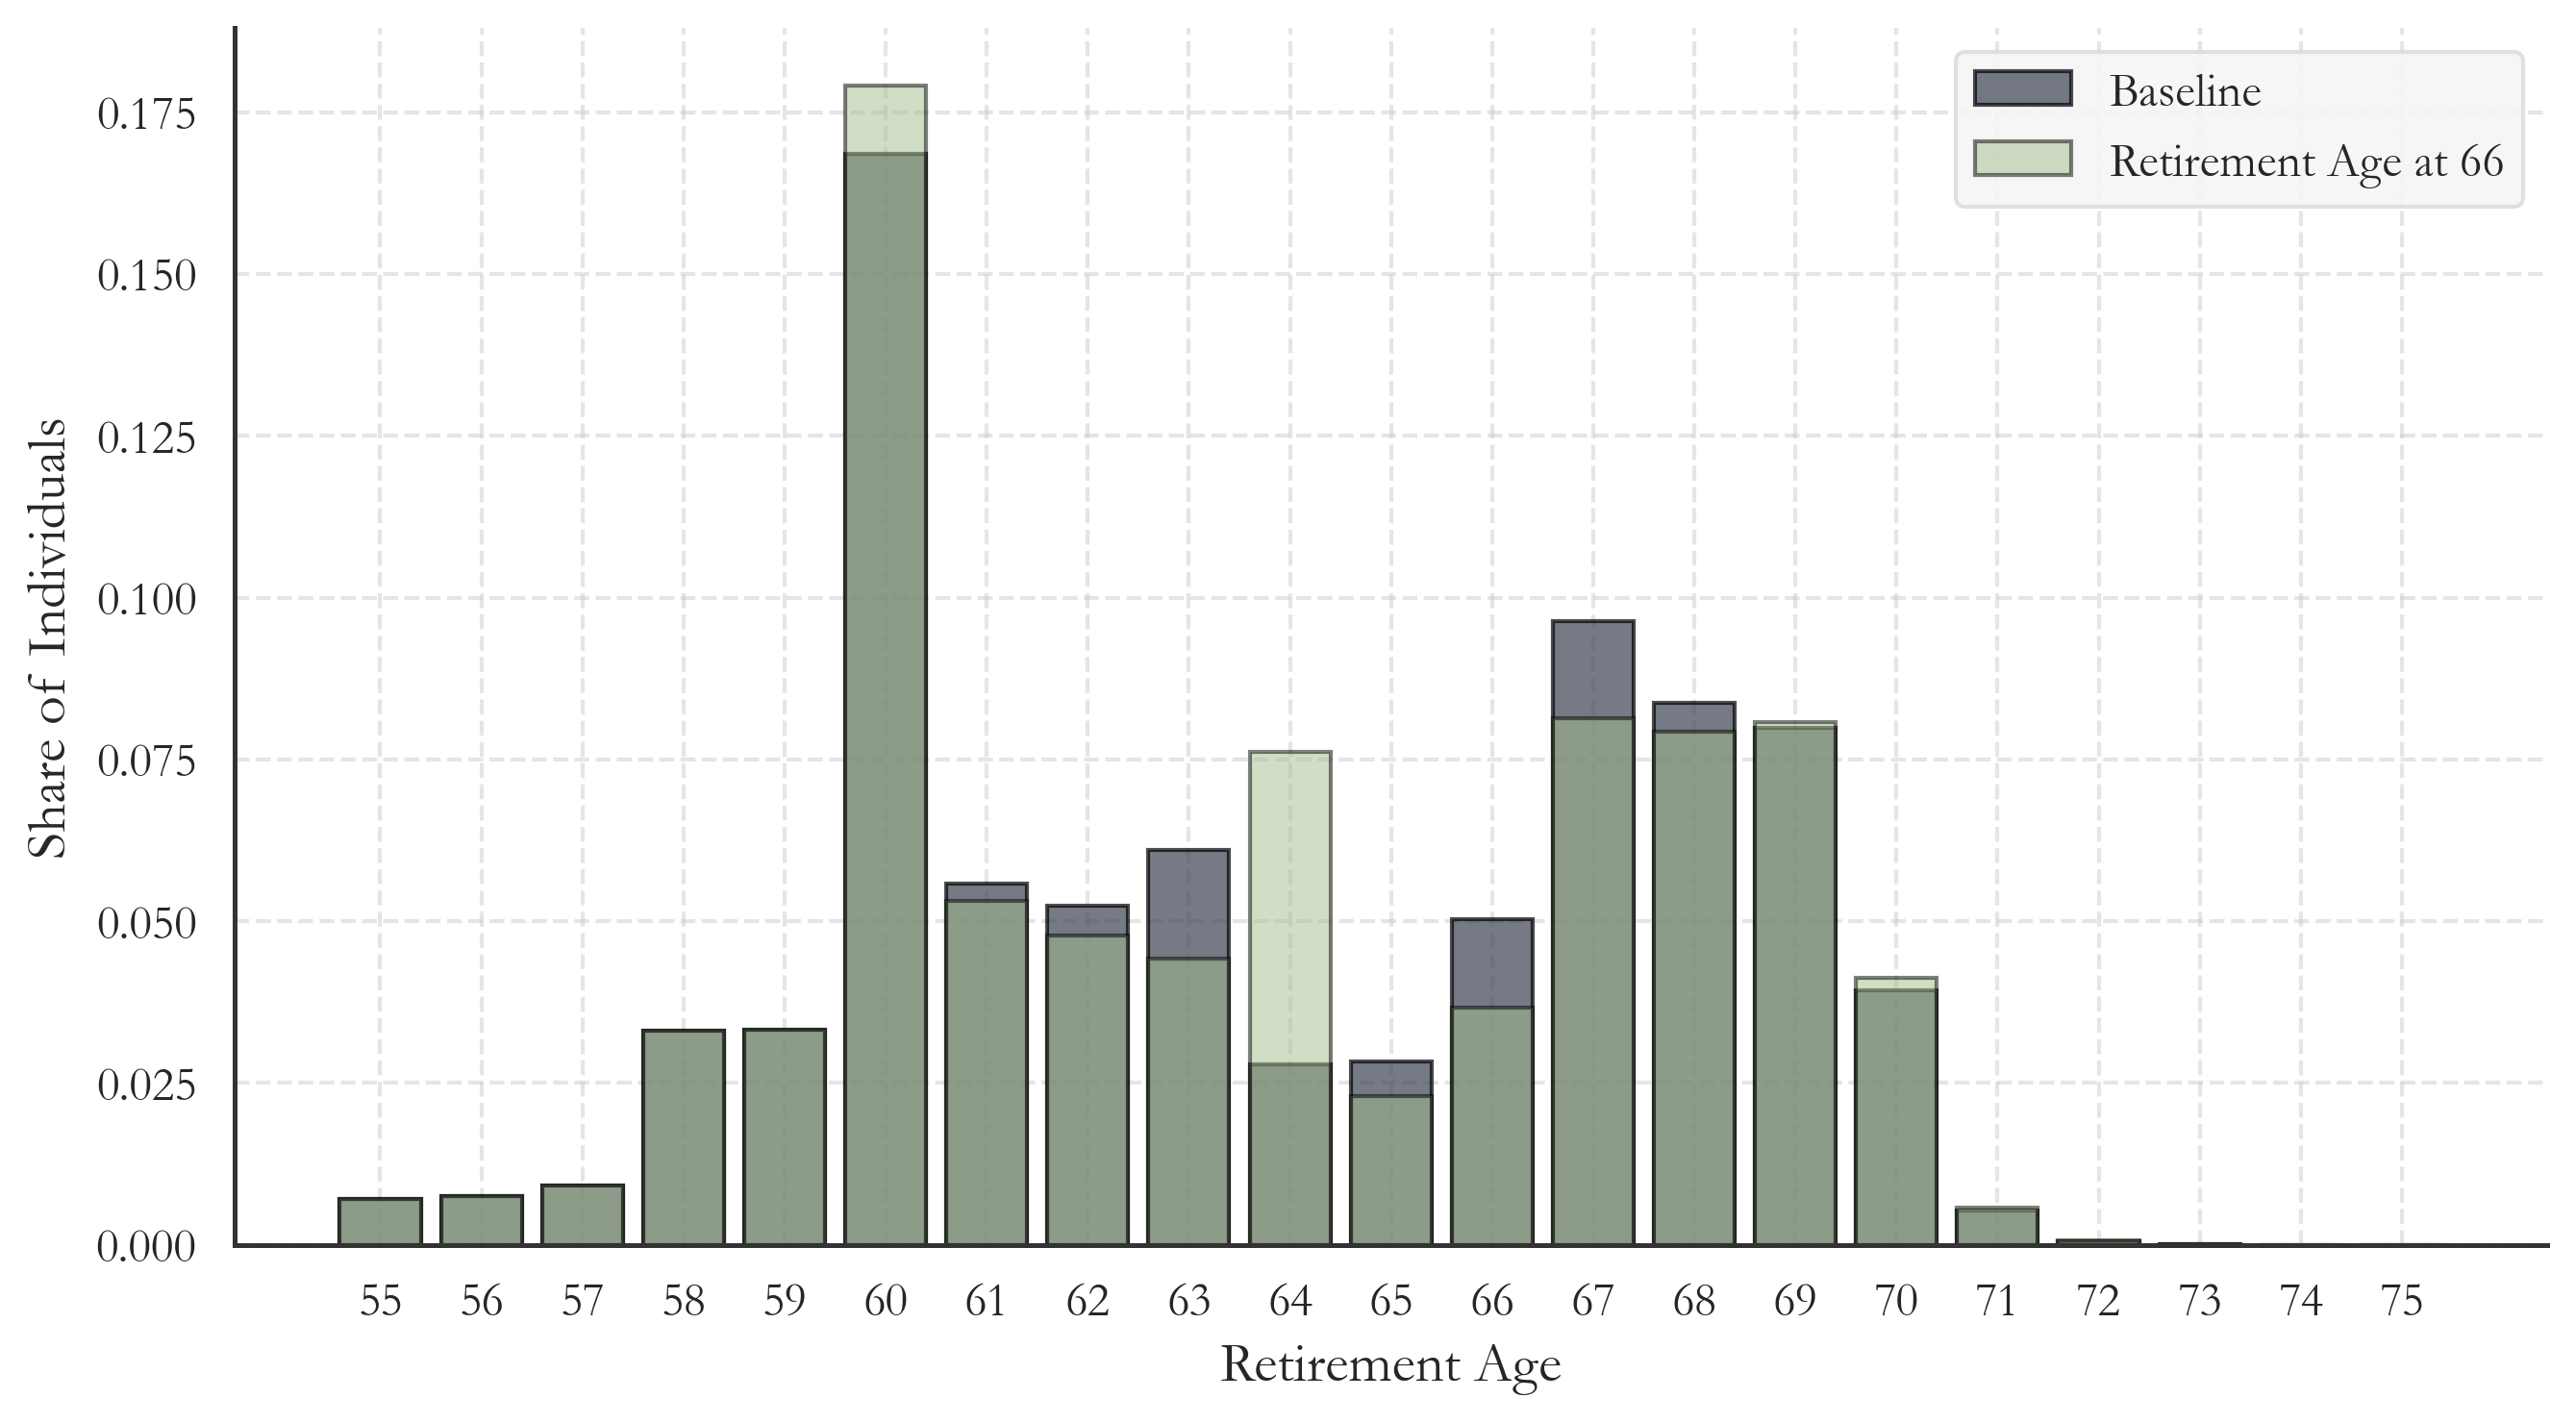 Baseline
Retirement Age at 66
Share of Individuals
0.175
0.150
0.125
0.100
0.075
0.050
0.025
0.000
55 56 57 58 59 60 61 62 63 64 65 66 67 68 69 70 71 72 73 74 75
Retirement Age